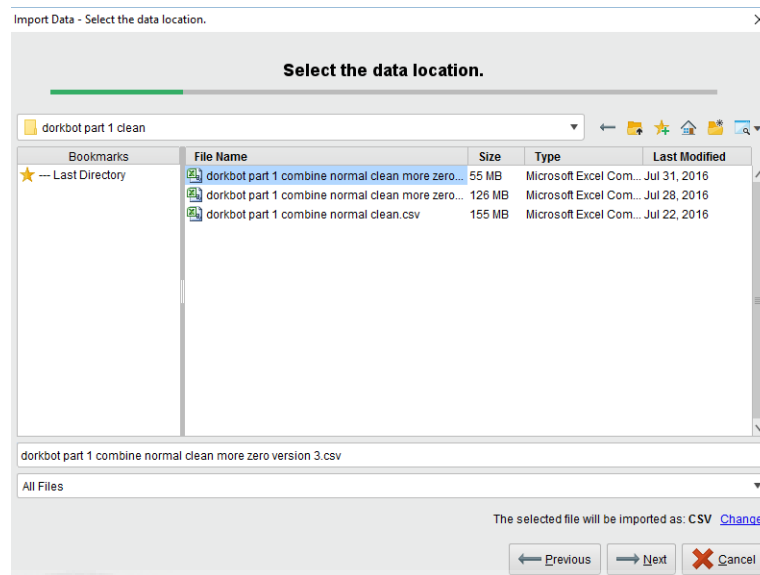 Import Data - Select the data location.
Select the data location.
dorkbot part 1 clean
Bookmarks File Name Size Type Last Modified
--- Last Directory dorkbot part 1 combine normal clean more zero... 55 MB Microsoft Excel Com... Jul 31, 2016
dorkbot part 1 combine normal clean more zero... 126 MB Microsoft Excel Com... Jul 28, 2016
dorkbot part 1 combine normal clean.csv 155 MB Microsoft Excel Com... Jul 22, 2016
dorkbot part 1 combine normal clean more zero version 3.csv
All Files
The selected file will be imported as: CSV Change
Previous Next Cancel